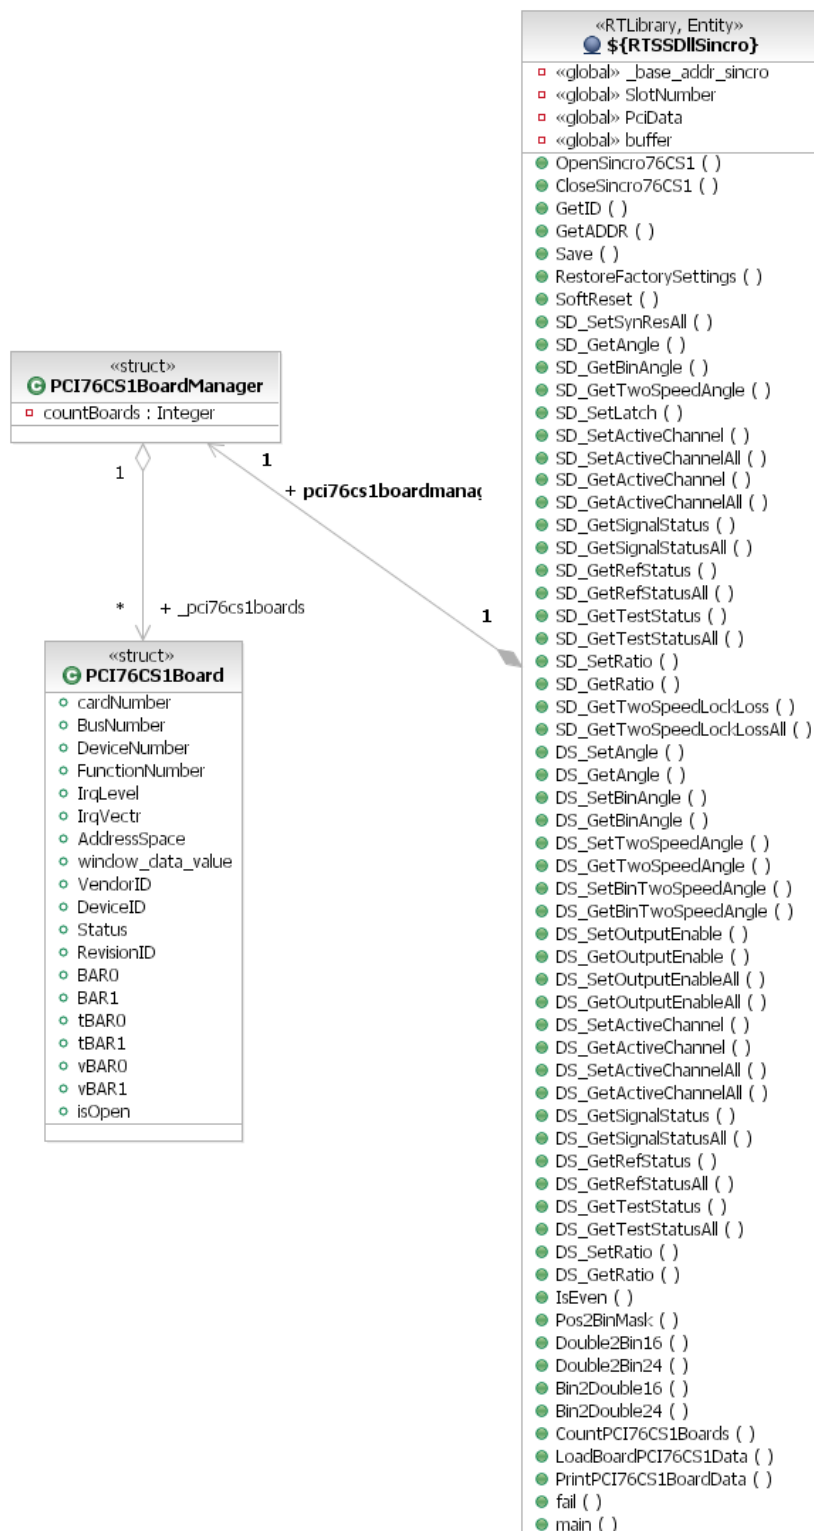 «RTLibrary, Entity»
${RTSSDllSincro}
«global» _base_addr_sincro
«global» SlotNumber
«global» PciData
«global» buffer
OpenSincro76CS1 ( )
CloseSincro76CS1 ( )
GetID ( )
GetADDR ( )
Save ( )
RestoreFactorySettings ( )
SoftReset ( )
SD_SetSynResAll ( )
SD_GetAngle ( )
SD_GetBinAngle ( )
SD_GetTwoSpeedAngle ( )
SD_SetLatch ( )
SD_SetActiveChannel ( )
SD_SetActiveChannelAll ( )
SD_GetActiveChannel ( )
SD_GetActiveChannelAll ( )
SD_GetSignalStatus ( )
SD_GetSignalStatusAll ( )
SD_GetRefStatus ( )
SD_GetRefStatusAll ( )
SD_GetTestStatus ( )
SD_GetTestStatusAll ( )
SD_SetRatio ( )
SD_GetRatio ( )
SD_GetTwoSpeedLockLoss ( )
SD_GetTwoSpeedLockLossAll ( )
DS_SetAngle ( )
DS_GetAngle ( )
DS_SetBinAngle ( )
DS_GetBinAngle ( )
DS_SetTwoSpeedAngle ( )
DS_GetTwoSpeedAngle ( )
DS_SetBinTwoSpeedAngle ( )
DS_GetBinTwoSpeedAngle ( )
DS_SetOutputEnable ( )
DS_GetOutputEnable ( )
DS_SetOutputEnableAll ( )
DS_GetOutputEnableAll ( )
DS_SetActiveChannel ( )
DS_GetActiveChannel ( )
DS_SetActiveChannelAll ( )
DS_GetActiveChannelAll ( )
DS_GetSignalStatus ( )
DS_GetSignalStatusAll ( )
DS_GetRefStatus ( )
DS_GetRefStatusAll ( )
DS_GetTestStatus ( )
DS_GetTestStatusAll ( )
DS_SetRatio ( )
DS_GetRatio ( )
IsEven ( )
Pos2BinMask ( )
Double2Bin16 ( )
Double2Bin24 ( )
Bin2Double16 ( )
Bin2Double24 ( )
CountPCI76CS1Boards ( )
LoadBoardPCI76CS1Data ( )
PrintPCI76CS1BoardData ( )
fail ( )
main ( )
«struct»
C PCI76CS1BoardManager
countBoards : Integer
1
1
+ pci76cs1boardmanag
1
* + _pci76cs1boards
«struct»
C PCI76CS1Board
cardNumber
BusNumber
DeviceNumber
FunctionNumber
IrqLevel
IrqVectr
AddressSpace
window_data_value
VendorID
DeviceID
Status
RevisionID
BAR0
BAR1
tBAR0
tBAR1
vBAR0
vBAR1
isOpen